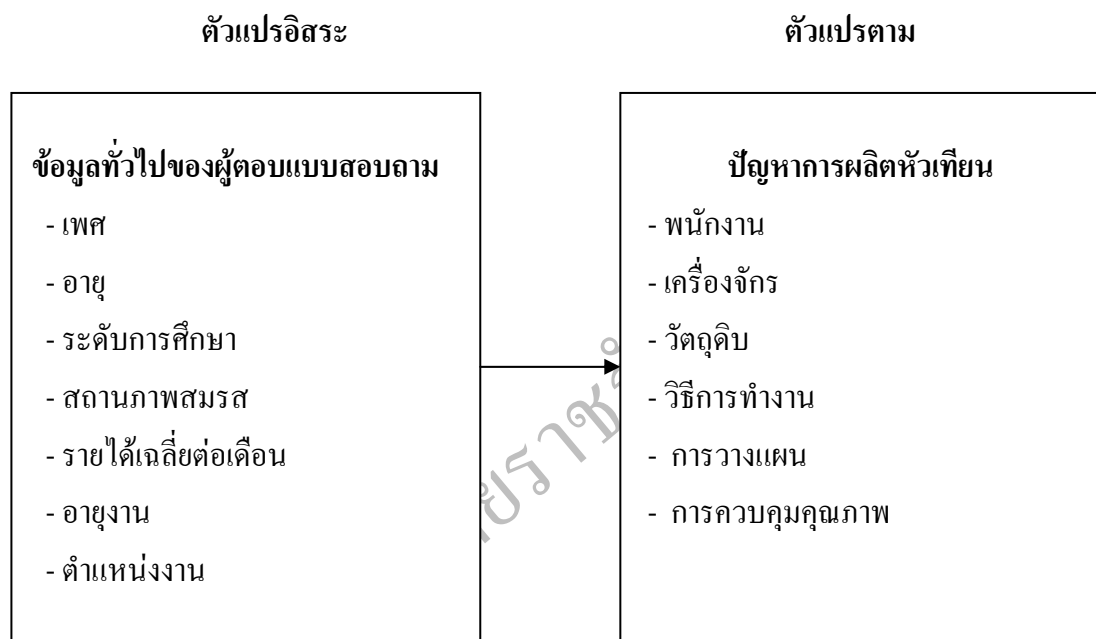 ตัวแปรอิสระ
ตัวแปรตาม
ข้อมูลทั่วไปของผู้ตอบแบบสอบถาม
- เพศ
- อายุ
- ระดับการศึกษา
- สถานภาพสมรส
- รายได้เฉลี่ยต่อเดือน
- อายุงาน
- ตำแหน่งงาน
ปัญหาการผลิตหัวเทียน
- พนักงาน
- เครื่องจักร
- วัตถุดิบ
- วิธีการทำงาน
- การวางแผน
- การควบคุมคุณภาพ